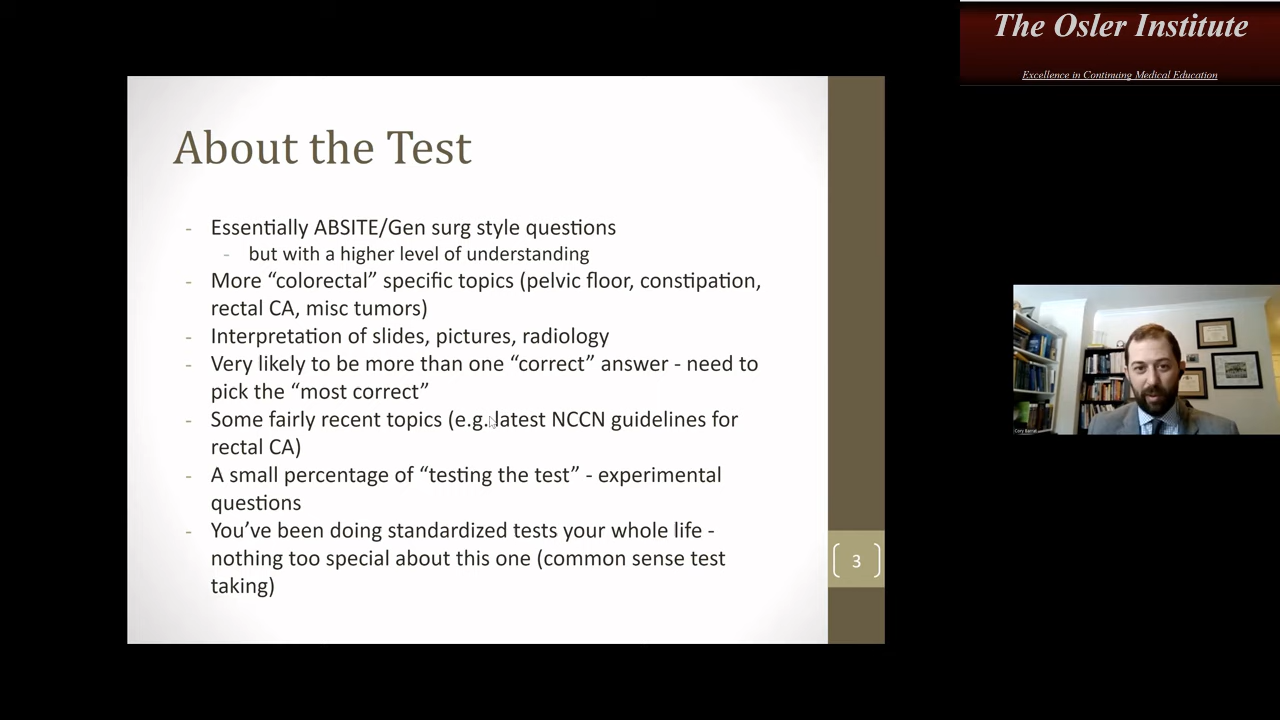 The Osler Institute
Excellence in Continuing Medical Education
About the Test
- Essentially ABSITE/Gen surg style questions
- but with a higher level of understanding
- More “colorectal” specific topics (pelvic floor, constipation,
rectal CA, misc tumors)
- Interpretation of slides, pictures, radiology
- Very likely to be more than one “correct” answer - need to
pick the “most correct”
- Some fairly recent topics (e.g. latest NCCN guidelines for
rectal CA)
- A small percentage of “testing the test” - experimental
questions
- You’ve been doing standardized tests your whole life -
nothing too special about this one (common sense test
taking)
3